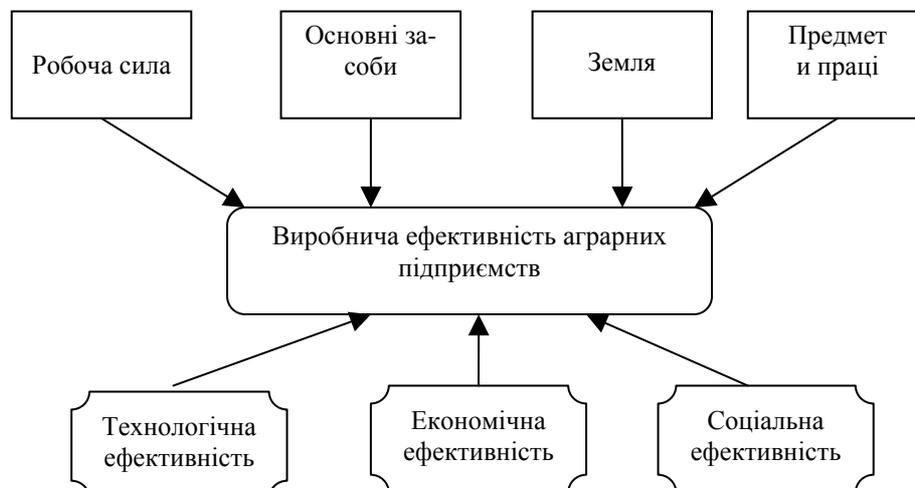 Робоча сила
Основні за-
соби
Земля
Предмет
и праці
Виробнича ефективність аграрних
підприємств
Технологічна
ефективність
Економічна
ефективність
Соціальна
ефективність